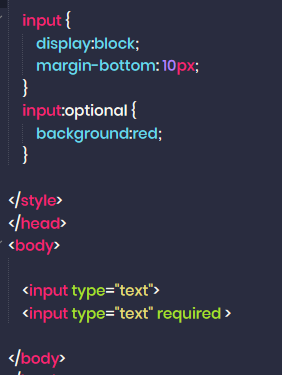 input {
display:block;
margin-bottom: 10px;
}
input:optional {
background:red;
}
</style>
</head>
<body>
<input type="text">
<input type="text" required >
</body>